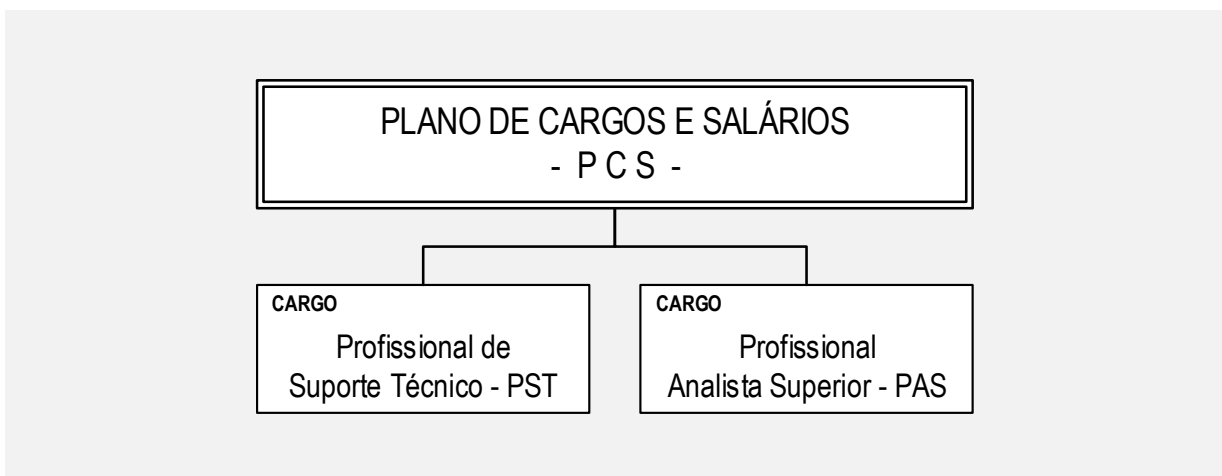 PLANO DE CARGOS E SALÁRIOS
- P C S -
CARGO
Profissional de
Suporte Técnico - PST
CARGO
Profissional
Analista Superior - PAS